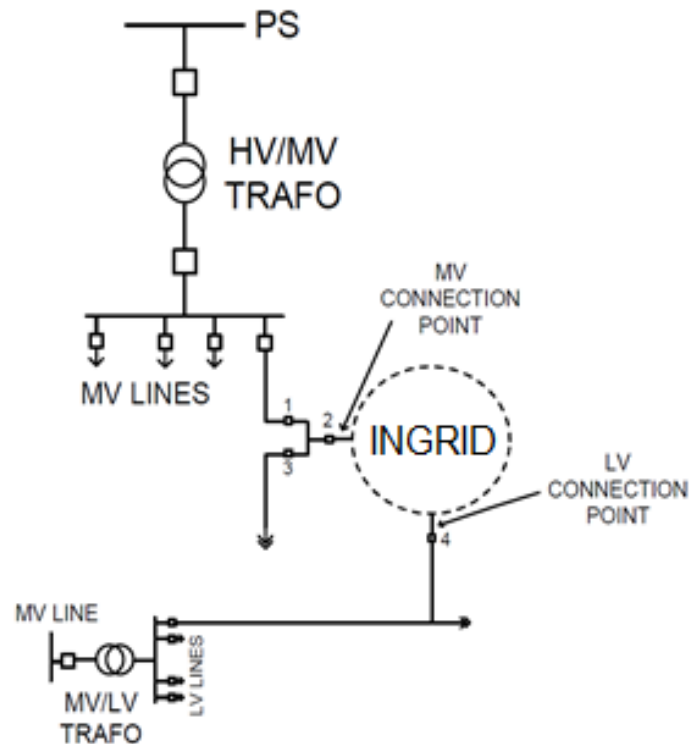 PS
HV/MV
TRAFO
MV
CONNECTION
POINT
MV LINES
1
2
3
INGRID
LV
CONNECTION
POINT
4
MV LINE
LV LINES
MV/LV
TRAFO